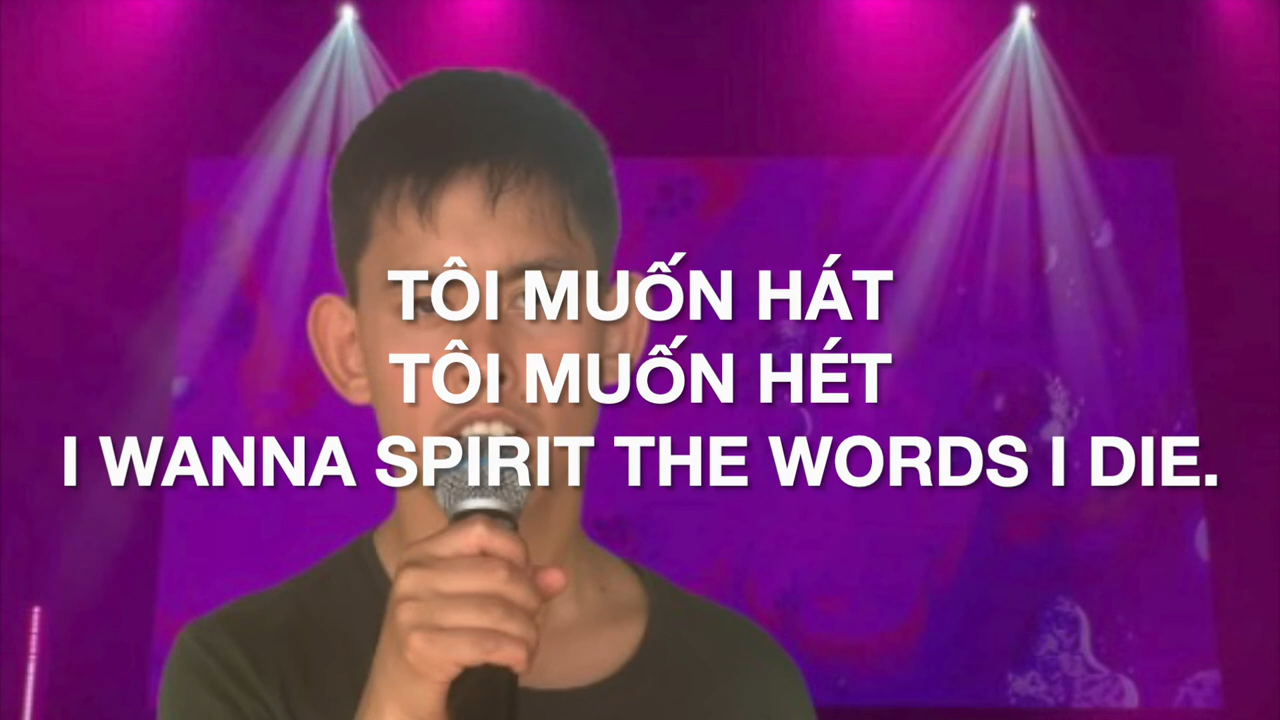 TÔI MUỐN HÁT
TÔI MUỐN HÉT
I WANNA SPIRIT THE WORDS I DIE.